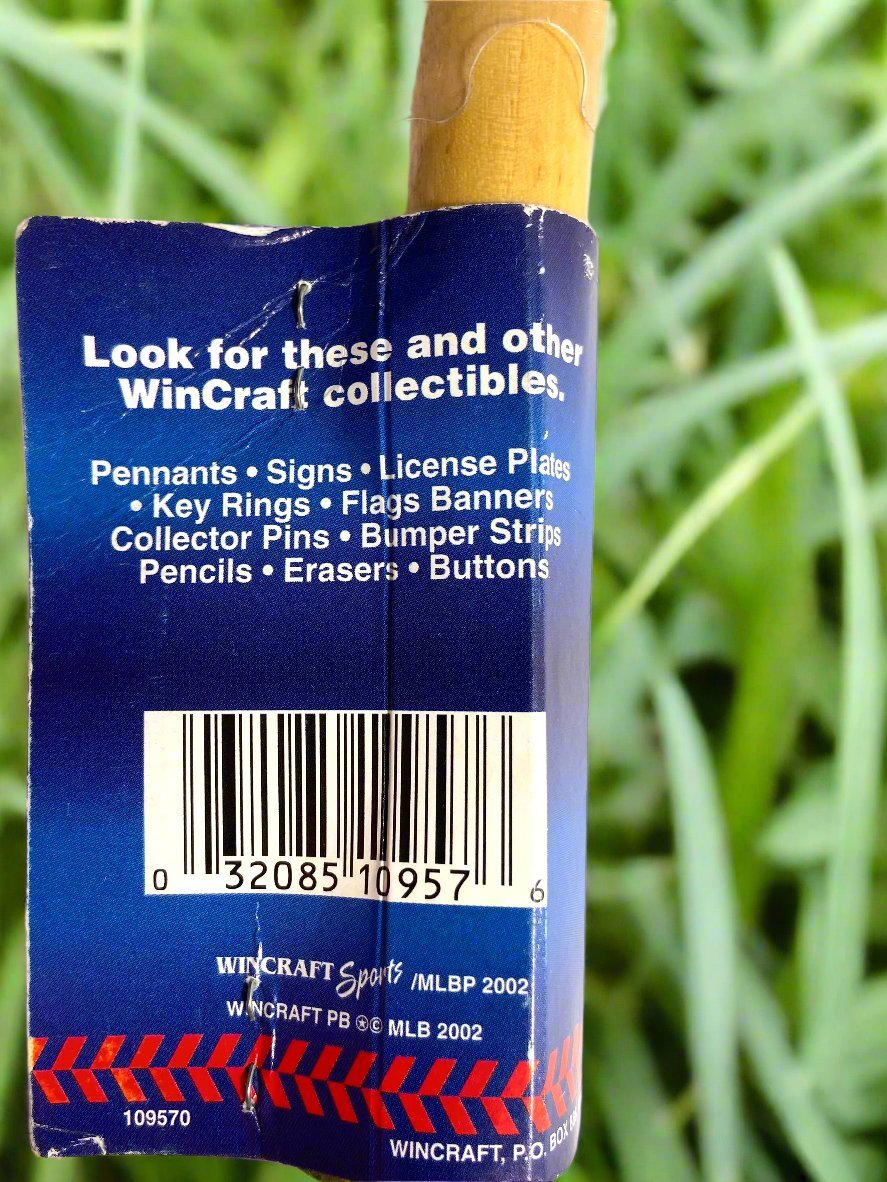 Look for these and other
WinCraft collectibles.
Pennants • Signs • License Plates
• Key Rings • Flags Banners
Collector Pins • Bumper Strips
Pencils • Erasers • Buttons
0 32085 10957 6
WINCRAFT Sports /MLBP 2002
WINCRAFT PB ⍟© MLB 2002
109570
WINCRAFT, P.O. BOX